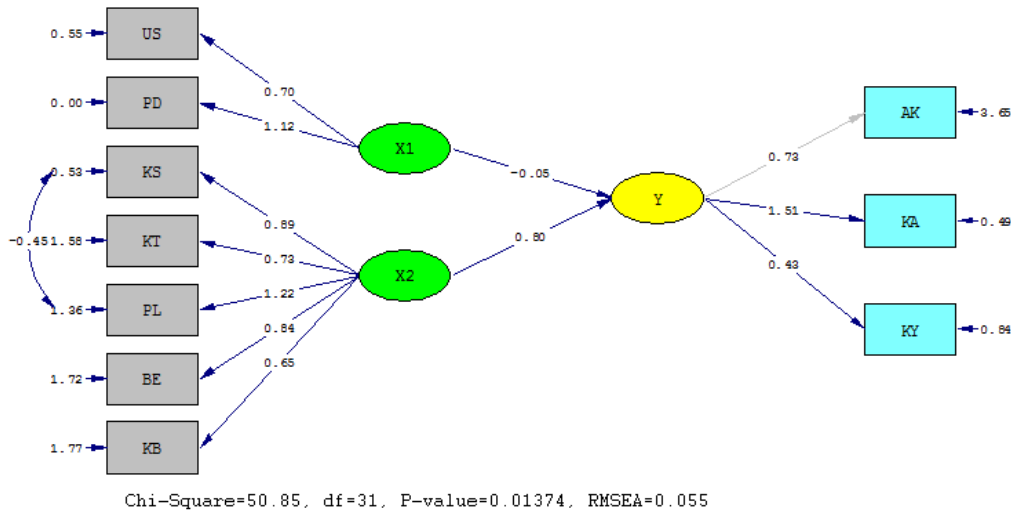 0.55 US
0.70
0.00 PD
1.12
X1
AK 3.65
0.73
-0.05
0.53 KS
0.89
Y
1.51 KA 0.49
-0.45 1.58 KT
0.73
0.80
0.43
X2
1.36 PL
1.22
0.84
KY 0.84
0.65
1.72 BE
1.77 KB
Chi-Square=50.85, df=31, P-value=0.01374, RMSEA=0.055